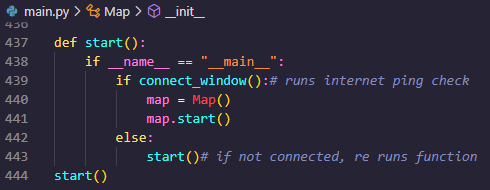 main.py > Map > __init__
436
437 def start():
438 if __name__ == "__main__":
439 if connect_window():# runs internet ping check
440 map = Map()
441 map.start()
442 else:
443 start()# if not connected, re runs function
444 start()